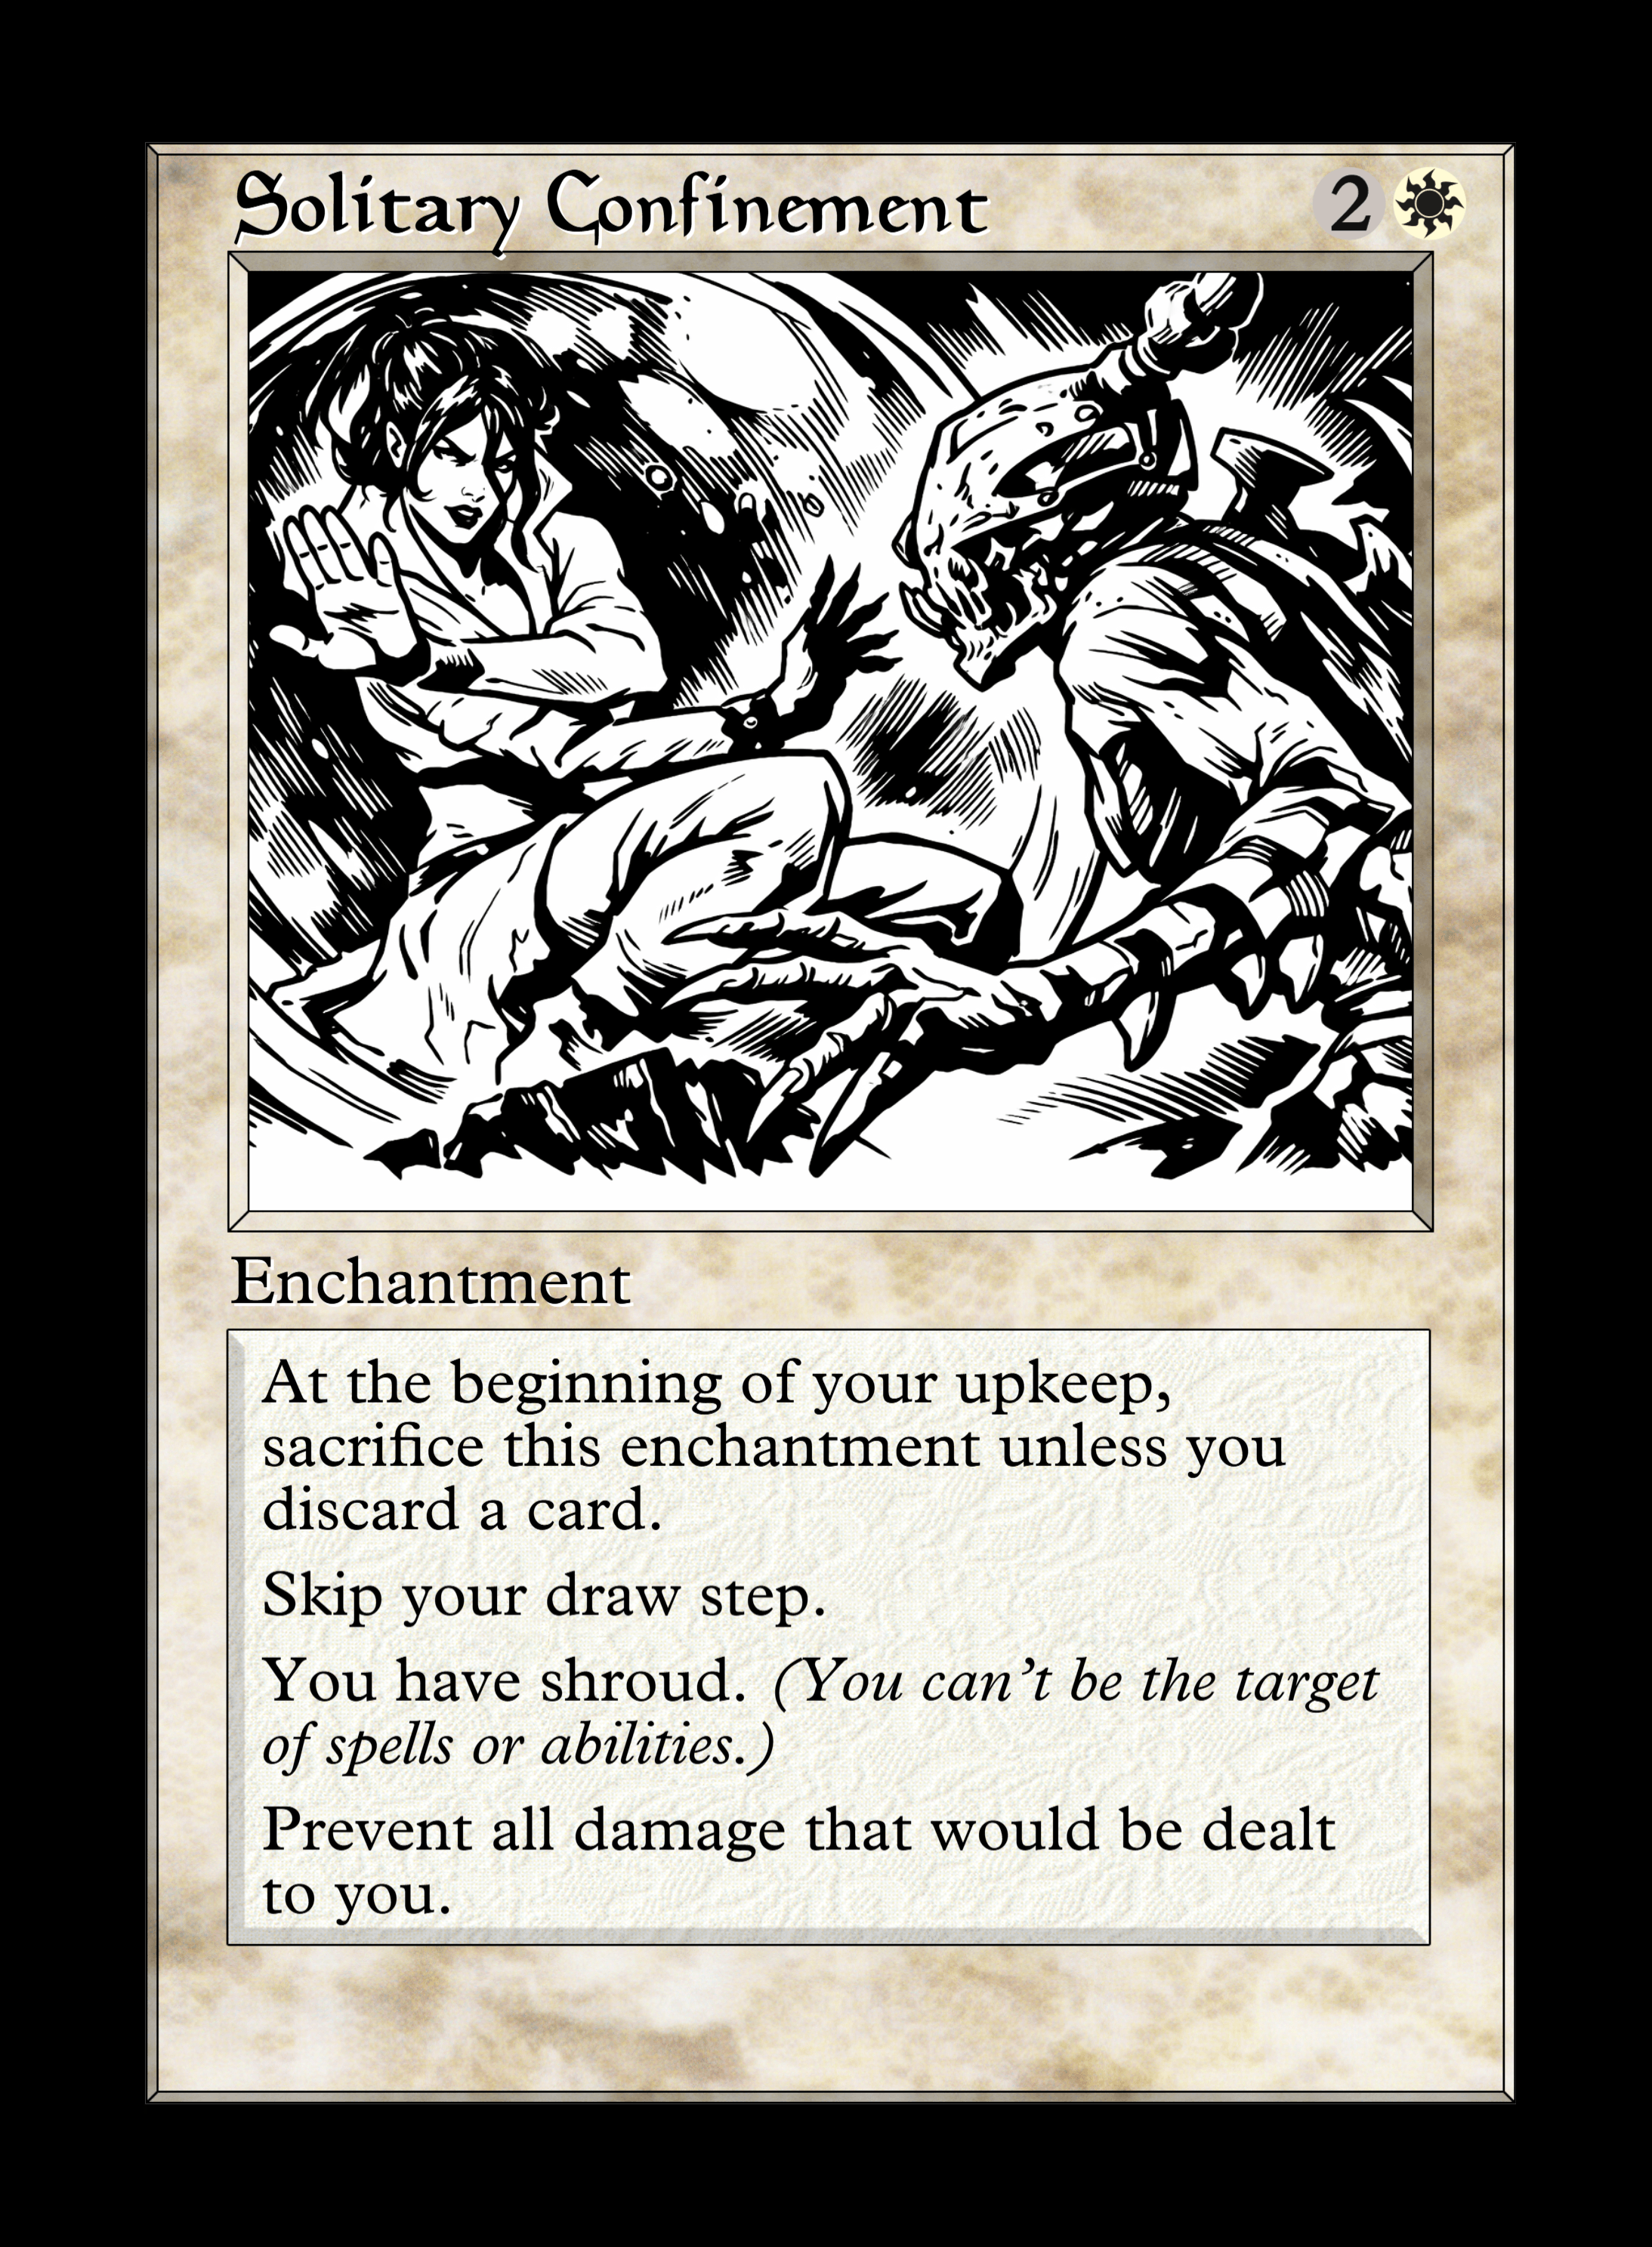 Solitary Confinement 2
Enchantment
At the beginning of your upkeep,
sacrifice this enchantment unless you
discard a card.
Skip your draw step.
You have shroud. (You can’t be the target
of spells or abilities.)
Prevent all damage that would be dealt
to you.